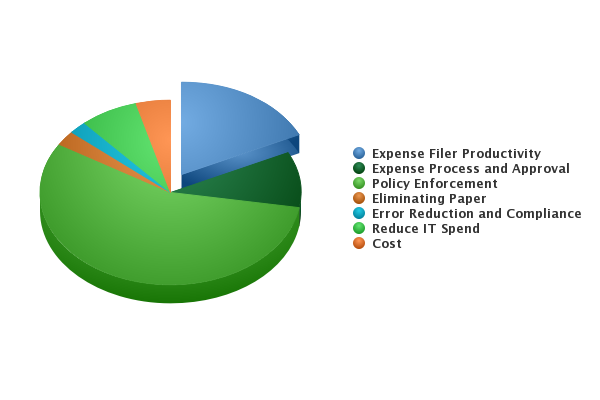 Expense Filer Productivity
Expense Process and Approval
Policy Enforcement
Eliminating Paper
Error Reduction and Compliance
Reduce IT Spend
Cost